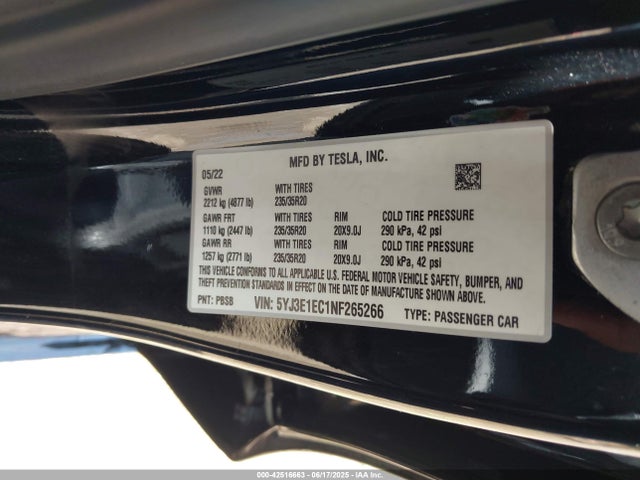 MFD BY TESLA, INC.
05/22
GVWR WITH TIRES
2212 kg (4877 lb) 235/35R20
GAWR FRT WITH TIRES RIM COLD TIRE PRESSURE
1110 kg (2447 lb) 235/35R20 20X9.0J 290 kPa, 42 psi
GAWR RR WITH TIRES RIM COLD TIRE PRESSURE
1257 kg (2771 lb) 235/35R20 20X9.0J 290 kPa, 42 psi
THIS VEHICLE CONFORMS TO ALL APPLICABLE U.S. FEDERAL MOTOR VEHICLE SAFETY, BUMPER, AND
THEFT PREVENTION STANDARDS IN EFFECT ON THE DATE OF MANUFACTURE SHOWN ABOVE.
PNT: PBSB VIN: 5YJ3E1EC1NF265266 TYPE: PASSENGER CAR
000-42516663 - 06/17/2025 - IAA Inc.